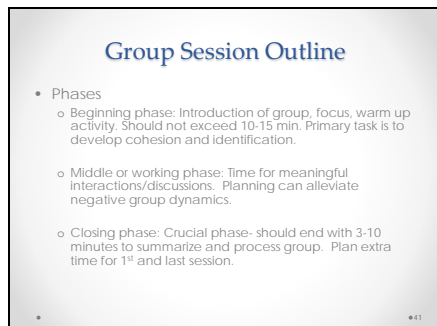 Group Session Outline
• Phases
o Beginning phase: Introduction of group, focus, warm up
activity. Should not exceed 10-15 min. Primary task is to
develop cohesion and identification.
o Middle or working phase: Time for meaningful
interactions/discussions. Planning can alleviate
negative group dynamics.
o Closing phase: Crucial phase- should end with 3-10
minutes to summarize and process group. Plan extra
time for 1st and last session.
• •41